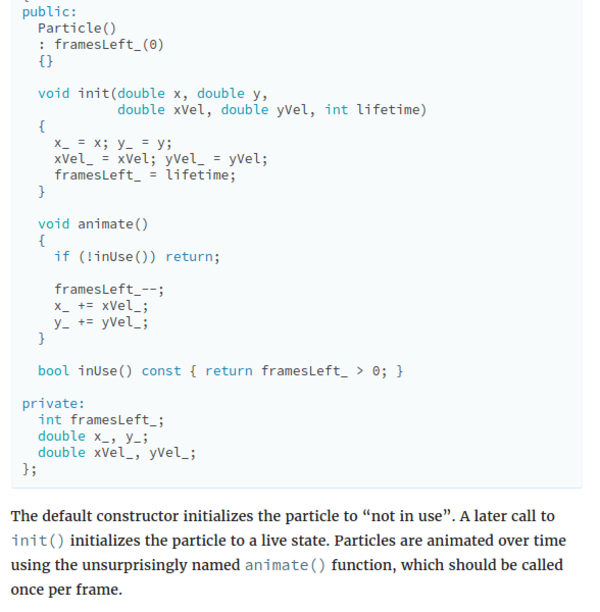 public:
  Particle()
  : framesLeft_(0)
  {}

  void init(double x, double y,
            double xVel, double yVel, int lifetime)
  {
    x_ = x; y_ = y;
    xVel_ = xVel; yVel_ = yVel;
    framesLeft_ = lifetime;
  }

  void animate()
  {
    if (!inUse()) return;

    framesLeft_--;
    x_ += xVel_;
    y_ += yVel_;
  }

  bool inUse() const { return framesLeft_ > 0; }

private:
  int framesLeft_;
  double x_, y_;
  double xVel_, yVel_;
};

The default constructor initializes the particle to “not in use”. A later call to
init() initializes the particle to a live state. Particles are animated over time
using the unsurprisingly named animate() function, which should be called
once per frame.